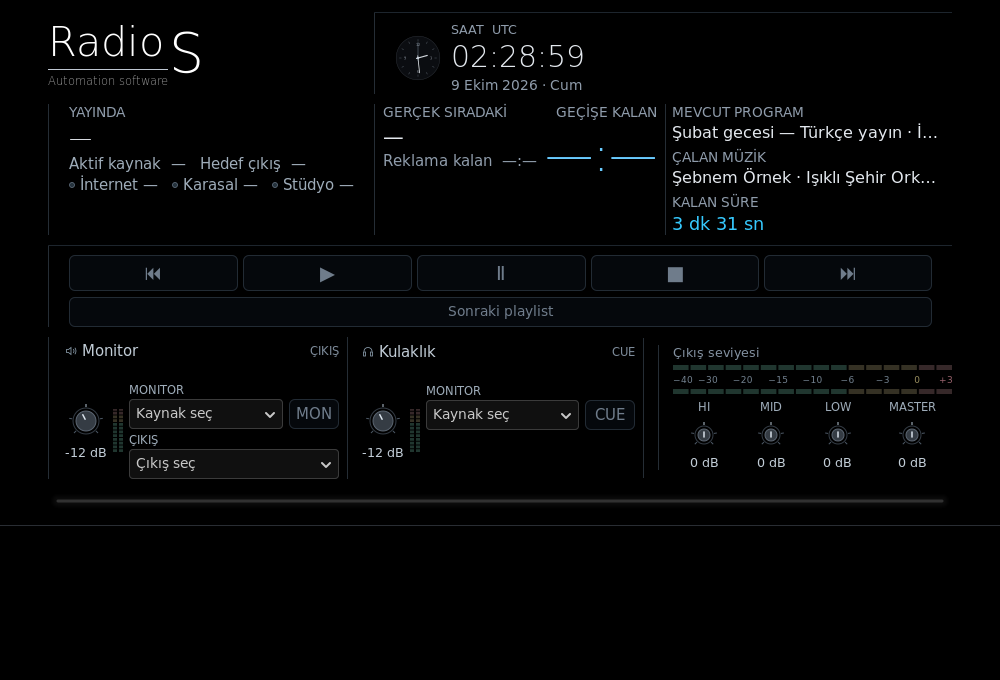 Radio S
Automation software
SAAT UTC
02:28:59
9 Ekim 2026 · Cum
YAYINDA
—
Aktif kaynak — Hedef çıkış —
İnternet — Karasal — Stüdyo —
GERÇEK SIRADAKİ GEÇİŞE KALAN
— —:—
Reklama kalan —:—
MEVCUT PROGRAM
Şubat gecesi — Türkçe yayın · İ…
ÇALAN MÜZİK
Şebnem Örnek · Işıklı Şehir Ork…
KALAN SÜRE
3 dk 31 sn
Sonraki playlist
Monitor ÇIKIŞ
MONITOR
Kaynak seç MON
ÇIKIŞ
-12 dB
Çıkış seç
Kulaklık CUE
MONITOR
Kaynak seç CUE
-12 dB
Çıkış seviyesi
−40 −30 −20 −15 −10 −6 −3 0 +3
HI MID LOW MASTER
0 dB 0 dB 0 dB 0 dB